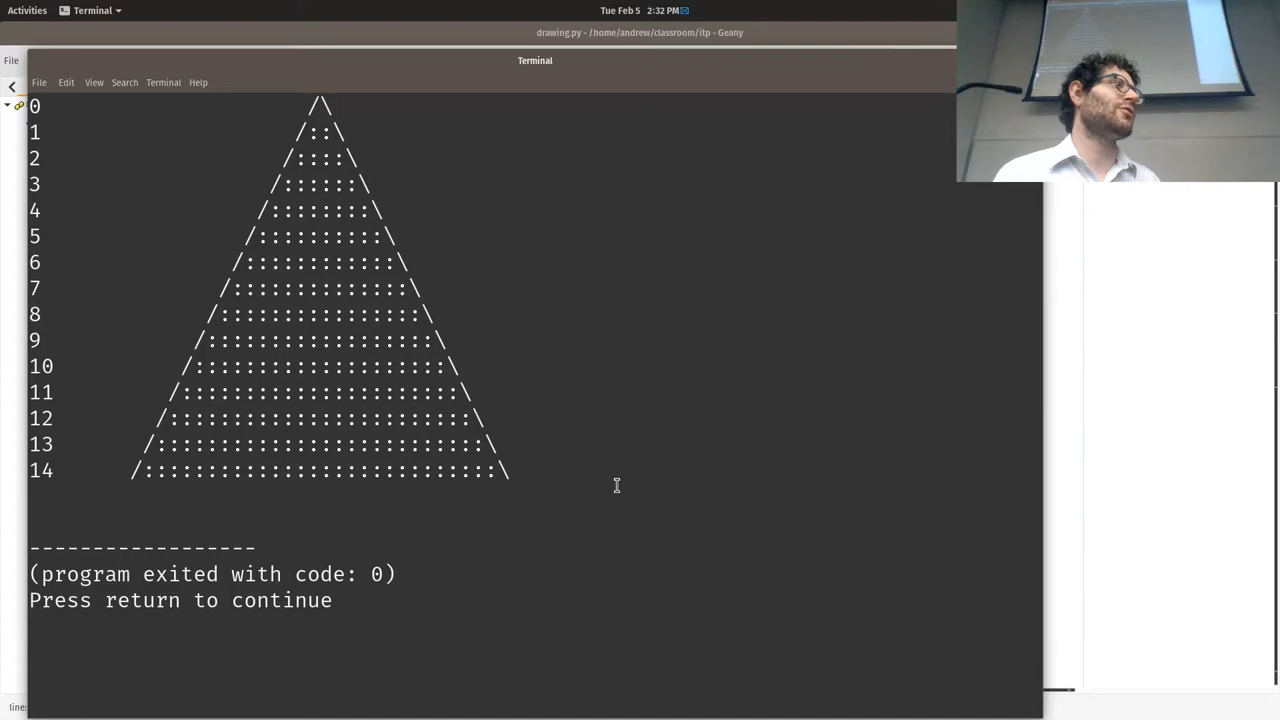 Activities
Terminal
Tue Feb 5 2:32 PM
drawing.py - /home/andrew/classroom/itp - Geany
File
Terminal
File Edit View Search Terminal Help
0                     /\
1                    /::\
2                   /::::\
3                  /::::::\
4                 /::::::::\
5                /::::::::::\
6               /::::::::::::\
7              /::::::::::::::\
8             /::::::::::::::::\
9            /::::::::::::::::::\
10          /::::::::::::::::::::\
11         /::::::::::::::::::::::\
12        /::::::::::::::::::::::::\
13       /::::::::::::::::::::::::::\
14      /::::::::::::::::::::::::::::\
------------------
(program exited with code: 0)
Press return to continue
line: